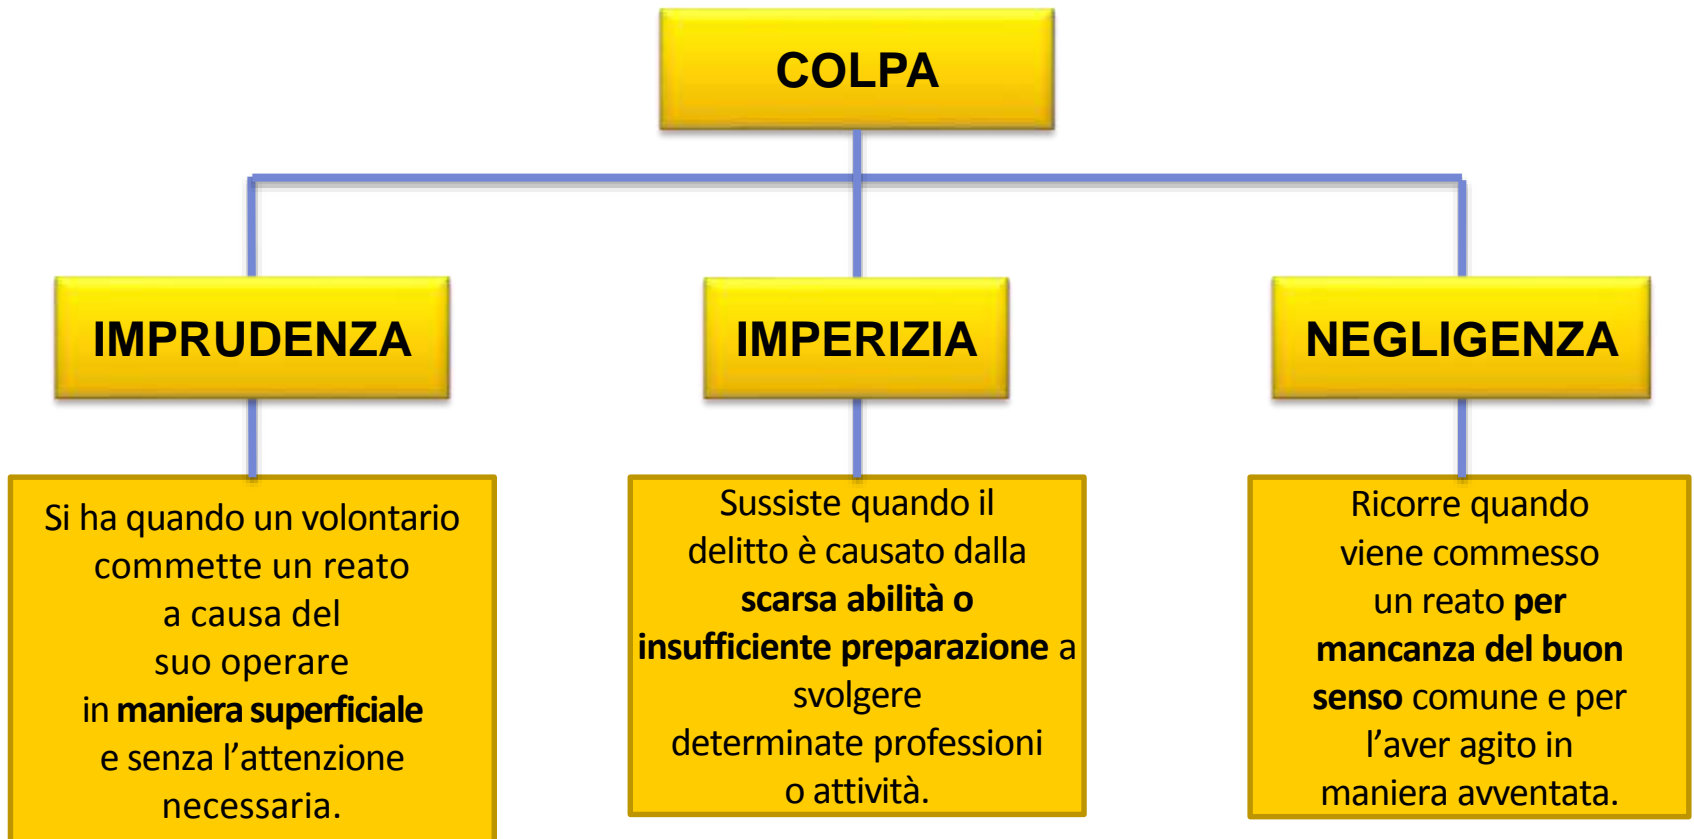 COLPA
IMPRUDENZA
Si ha quando un volontario
commette un reato
a causa del
suo operare
in maniera superficiale
e senza l’attenzione
necessaria.
IMPERIZIA
Sussiste quando il
delitto è causato dalla
scarsa abilità o
insufficiente preparazione a
svolgere
determinate professioni
o attività.
NEGLIGENZA
Ricorre quando
viene commesso
un reato per
mancanza del buon
senso comune e per
l’aver agito in
maniera avventata.